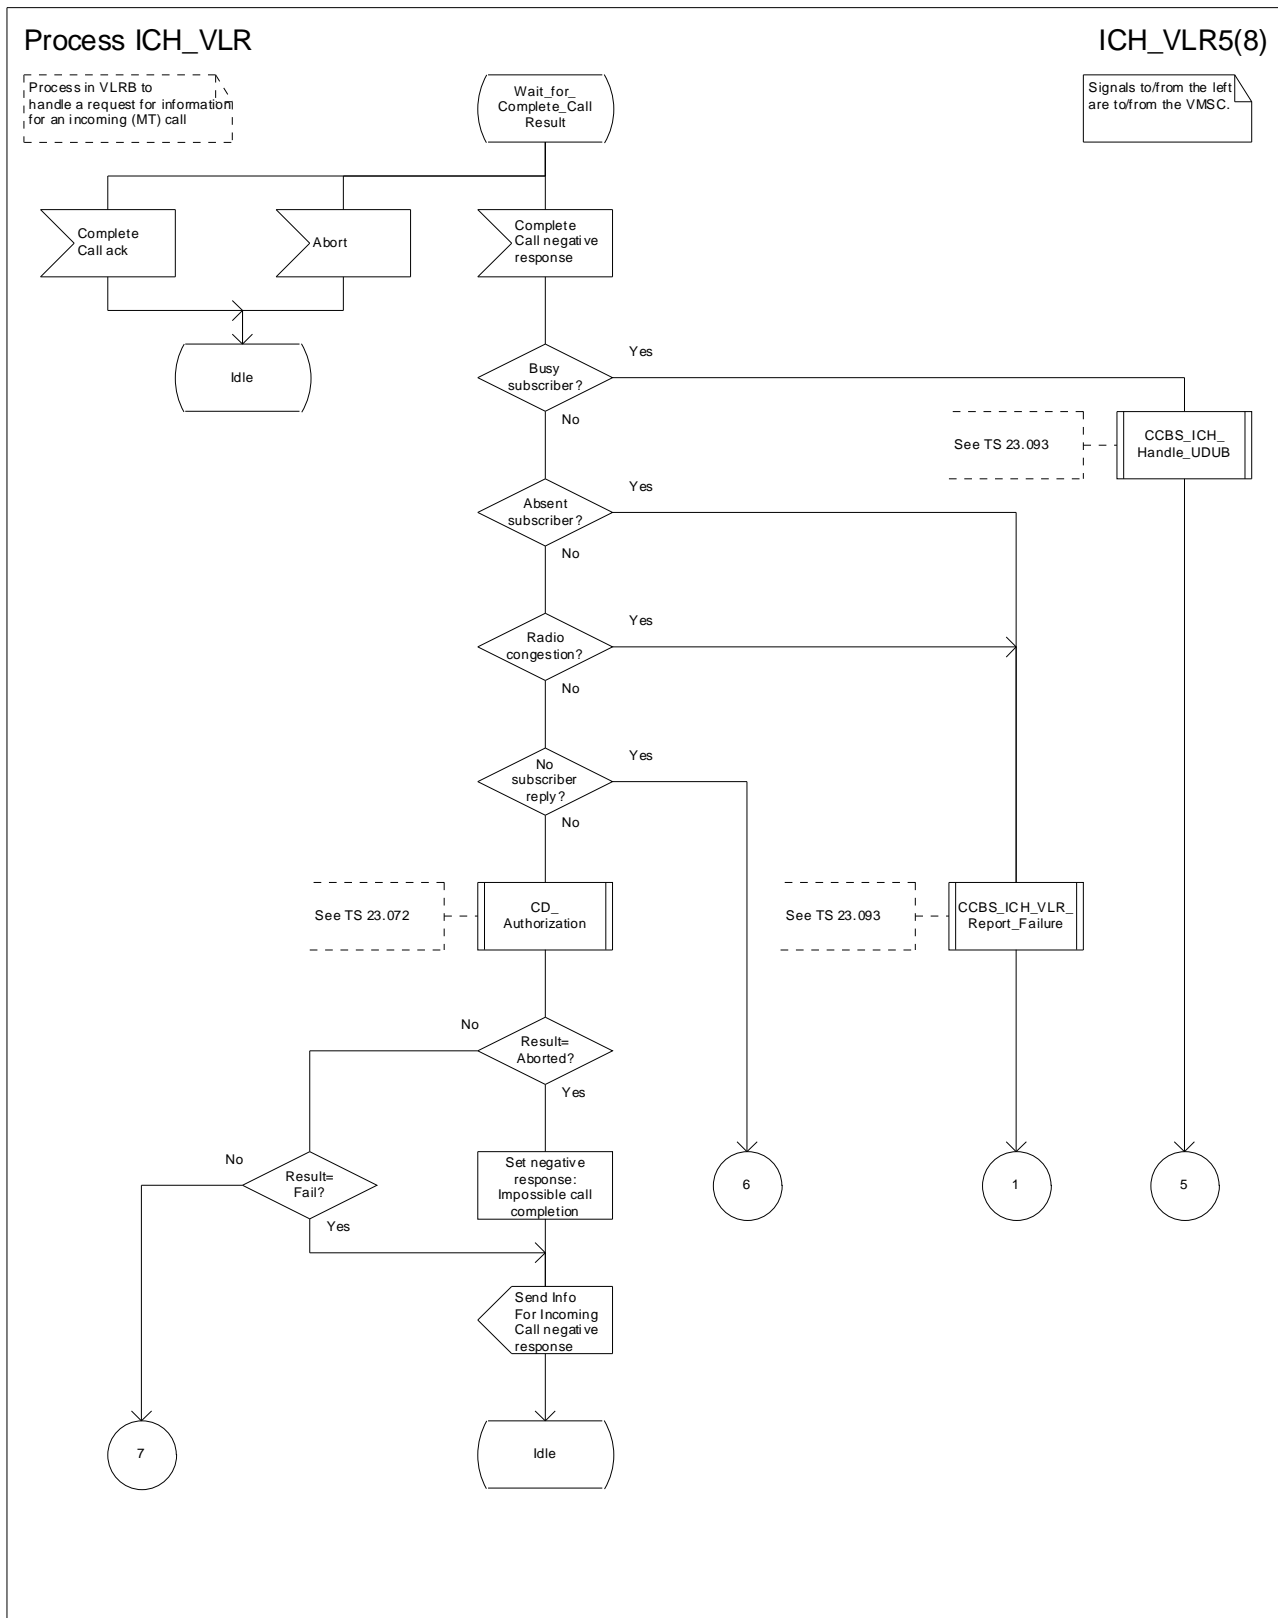 Process ICH_VLR
ICH_VLR5(8)
Process in VLRB to
handle a request for information
for an incoming (MT) call
Wait_for_
Complete_Call
Result
Signals to/from the left
are to/from the VMSC.
Complete
Call ack
Abort
Complete
Call negative
response
Idle
Busy
subscriber?
Yes
No
See TS 23.093
CCBS_ICH_
Handle_UDUB
Absent
subscriber?
Yes
No
Radio
congestion?
Yes
No
No
subscriber
reply?
Yes
No
See TS 23.072
CD_
Authorization
See TS 23.093
CCBS_ICH_VLR_
Report_Failure
No
Result=
Aborted?
Yes
No
Result=
Fail?
Yes
Set negative
response:
Impossible call
completion
6
1
5
Send Info
For Incoming
Call negative
response
7
Idle